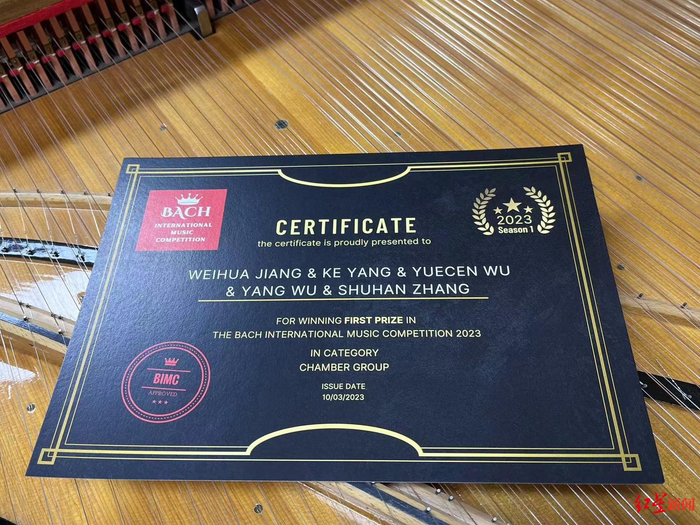 BACH
INTERNATIONAL
MUSIC
COMPETITION
CERTIFICATE
the certificate is proudly presented to
2023
Season 1
WEIHUA JIANG & KE YANG & YUECEN WU
& YANG WU & SHUHAN ZHANG
FOR WINNING FIRST PRIZE IN
THE BACH INTERNATIONAL MUSIC COMPETITION 2023
IN CATEGORY
CHAMBER GROUP
ISSUE DATE
10/03/2023
BIMC
APPROVED
红星新闻